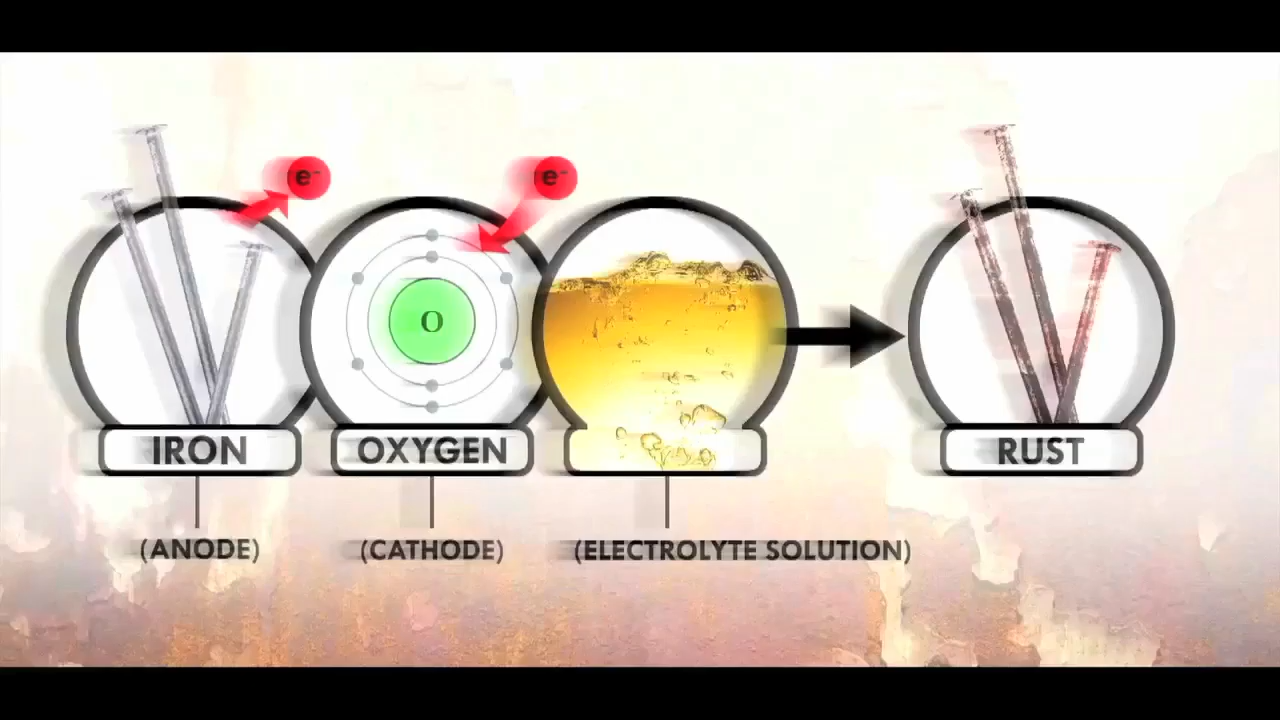 e⁻
e⁻
O
IRON
OXYGEN
RUST
(ANODE)
(CATHODE)
(ELECTROLYTE SOLUTION)